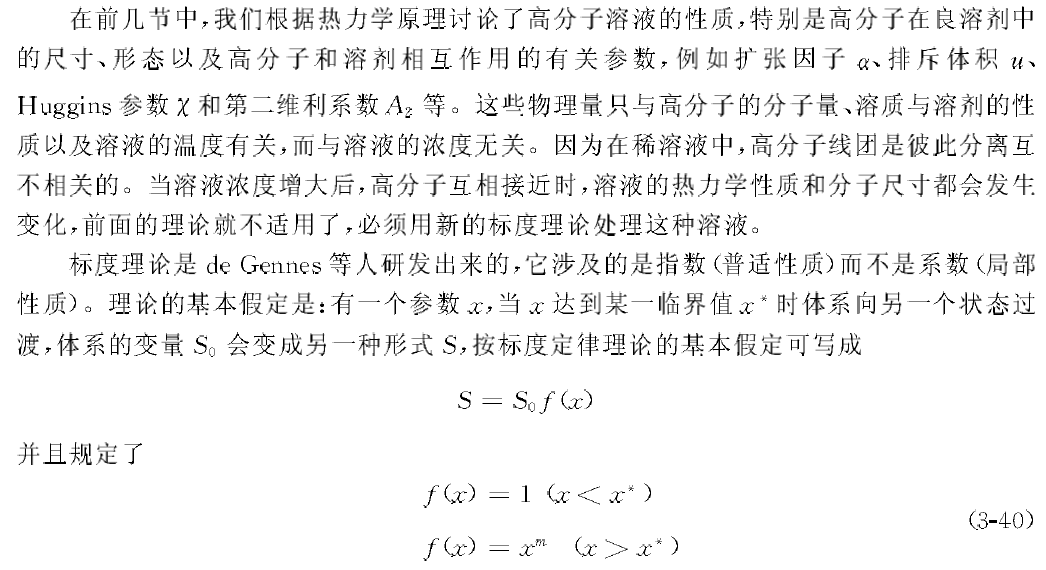 在前几节中,我们根据热力学原理讨论了高分子溶液的性质,特别是高分子在良溶剂中
的尺寸、形态以及高分子和溶剂相互作用的有关参数,例如扩张因子 α、排斥体积 u、
Huggins 参数 χ 和第二维利系数 A₂ 等。这些物理量只与高分子的分子量、溶质与溶剂的性
质以及溶液的温度有关,而与溶液的浓度无关。因为在稀溶液中,高分子线团是彼此分离互
不相关的。当溶液浓度增大后,高分子互相接近时,溶液的热力学性质和分子尺寸都会发生
变化,前面的理论就不适用了,必须用新的标度理论处理这种溶液。
标度理论是 de Gennes 等人研发出来的,它涉及的是指数(普适性质)而不是系数(局部
性质)。理论的基本假定是:有一个参数 x,当 x 达到某一临界值 x* 时体系向另一个状态过
渡,体系的变量 S₀ 会变成另一种形式 S,按标度定律理论的基本假定可写成
S = S₀f(x)
并且规定了
f(x) = 1 (x < x*)
(3-40)
f(x) = xᵐ (x > x*)